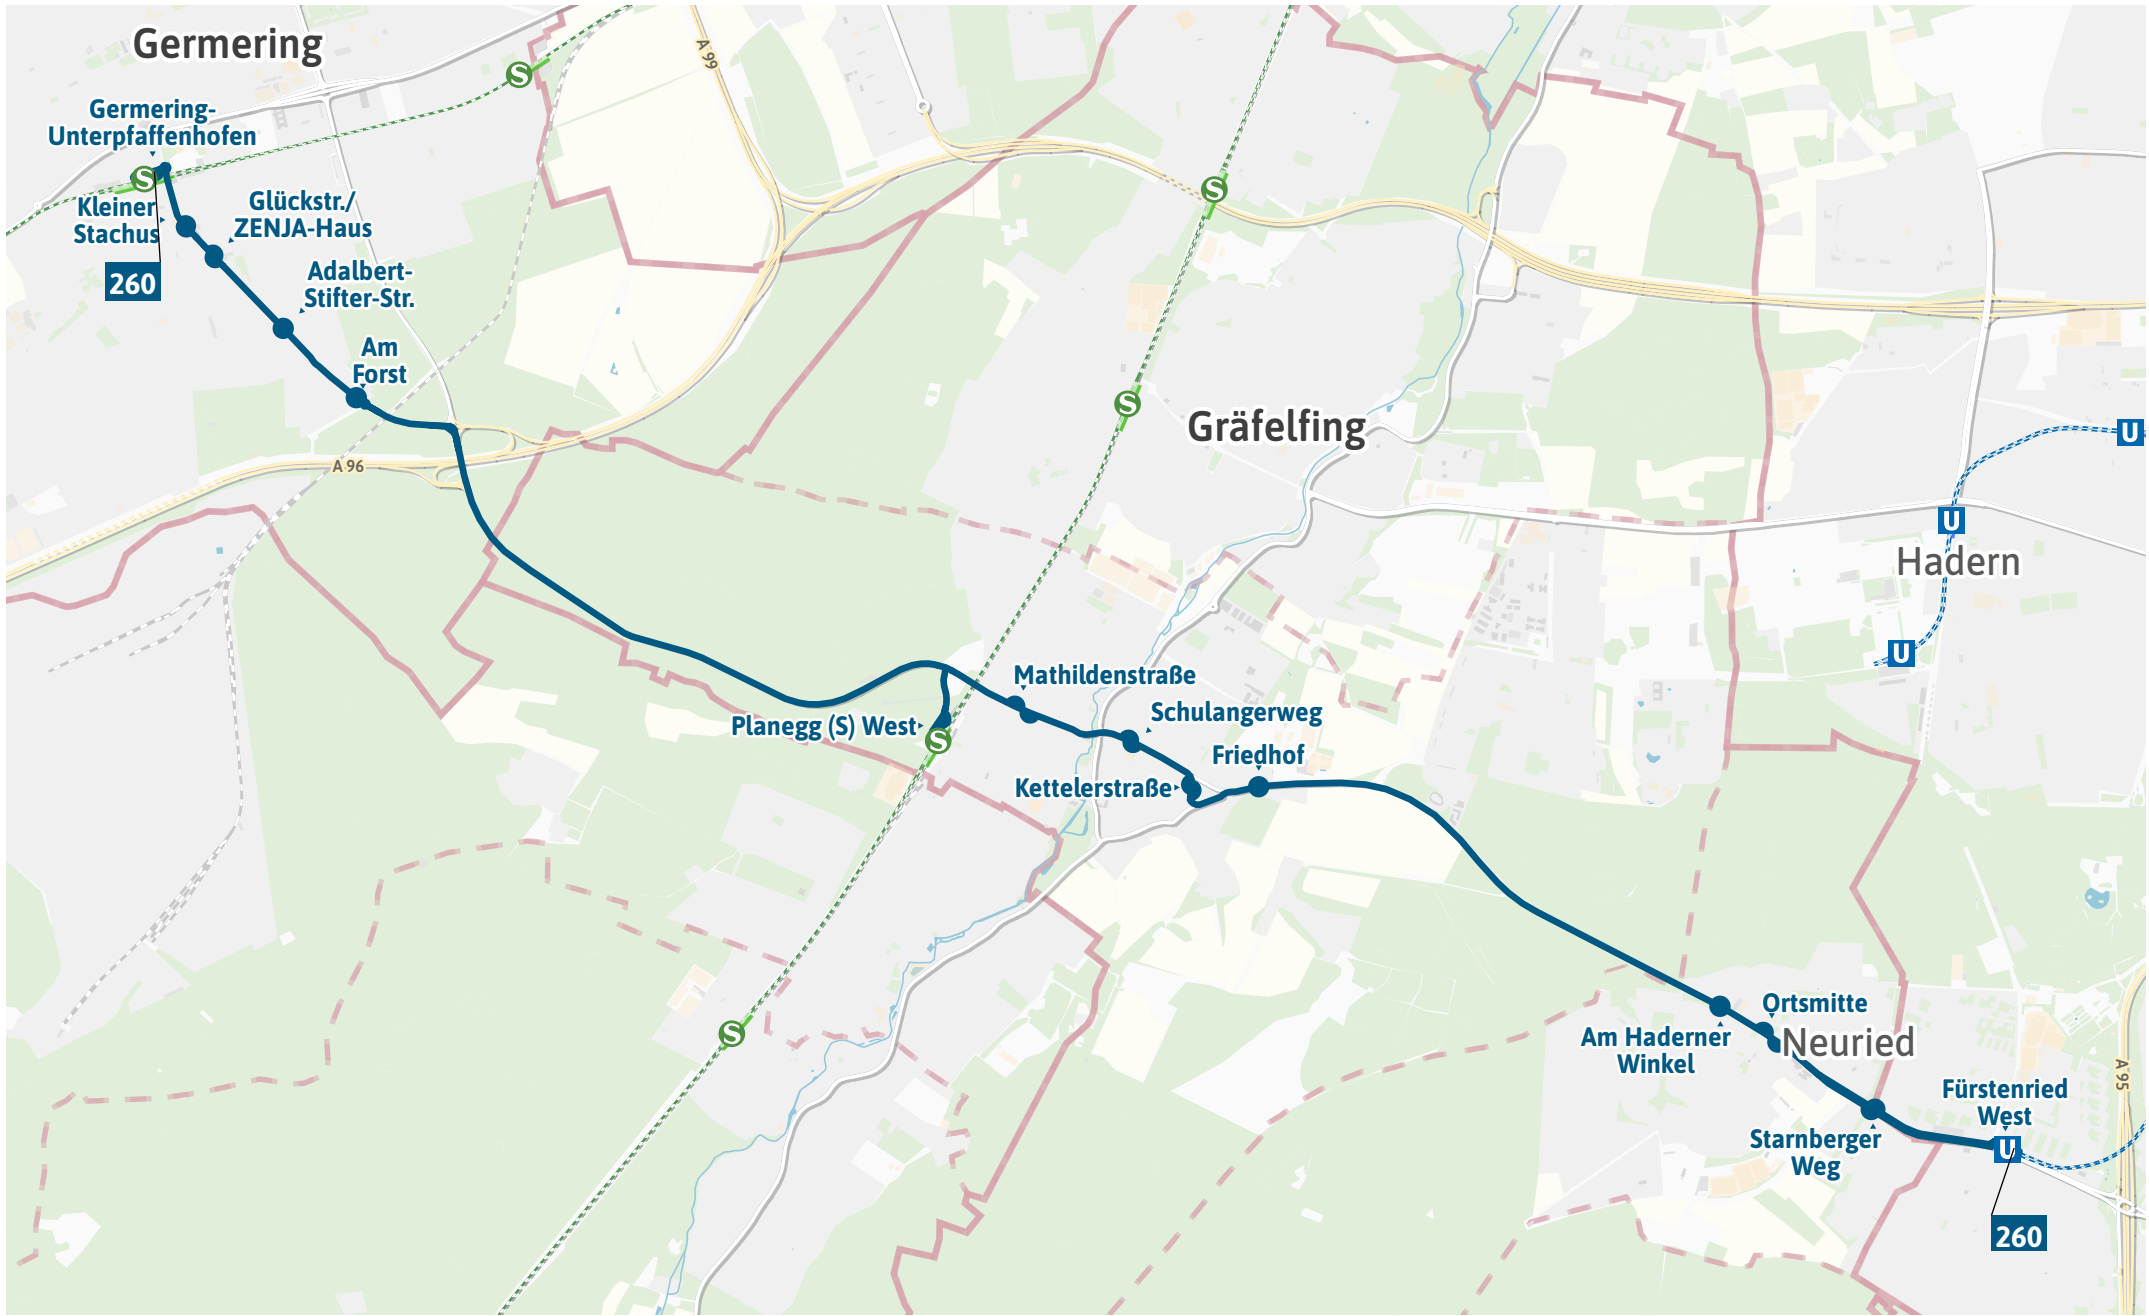 Germering
A 99
Germering-
Unterpfaffenhofen
S
S
S
Kleiner
Stachus
Glückstr./
ZENJA-Haus
260
Adalbert-
Stifter-Str.
Am
Forst
S
Gräfelfing
U
A 96
U
Hadern
U
Mathildenstraße
Planegg (S) West
S
Schulangerweg
Friedhof
Kettelerstraße
S
Ortsmitte
Am Haderner
Winkel
Neuried
A 95
Fürstenried
West
Starnberger
Weg
U
260